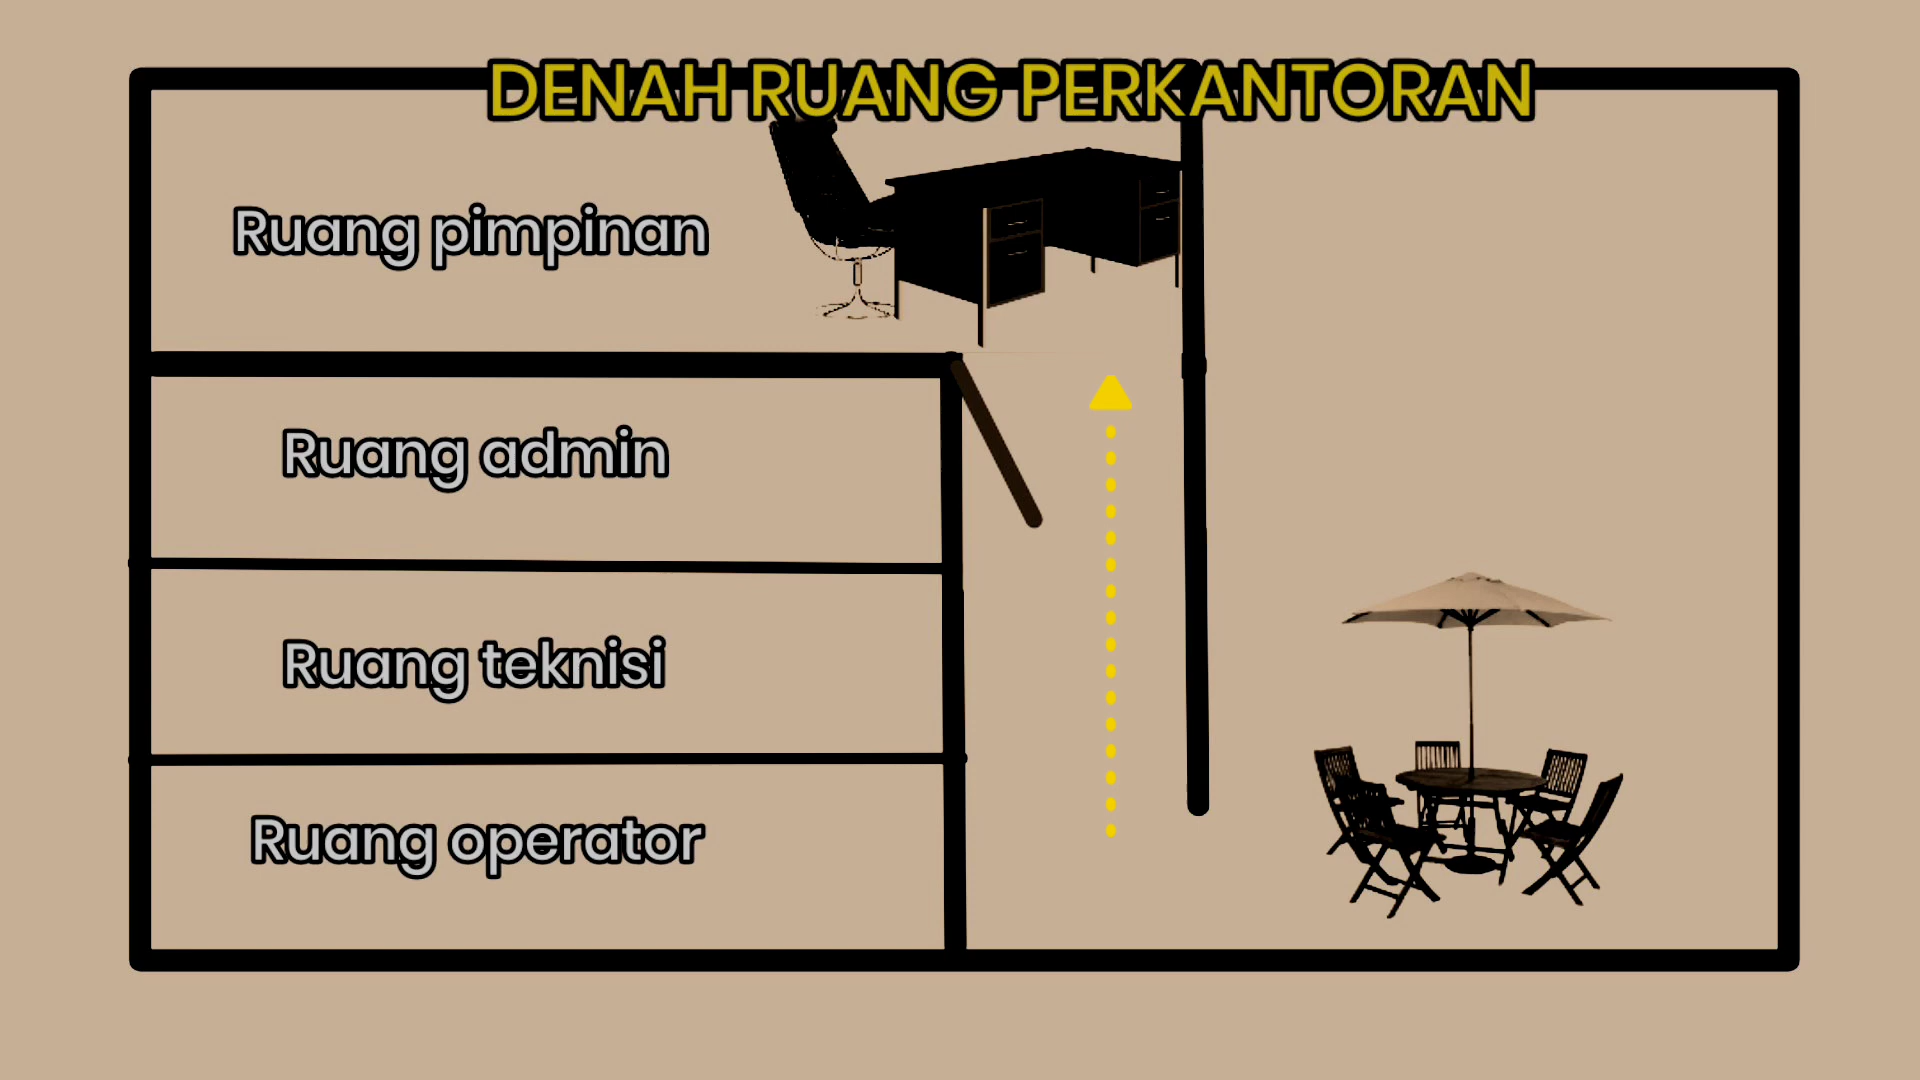 DENAH RUANG PERKANTORAN
Ruang pimpinan
Ruang admin
Ruang teknisi
Ruang operator